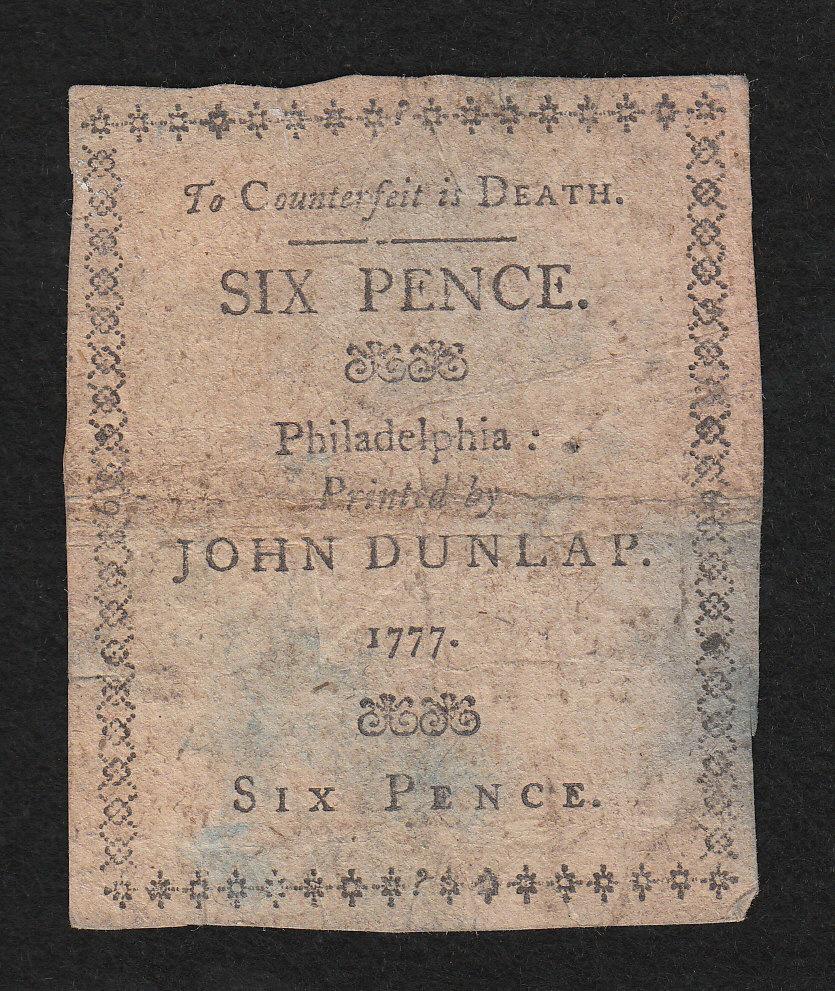 To Counterfeit is DEATH.
SIX PENCE.
Philadelphia :
Printed by
JOHN DUNLAP.
1777.
SIX PENCE.